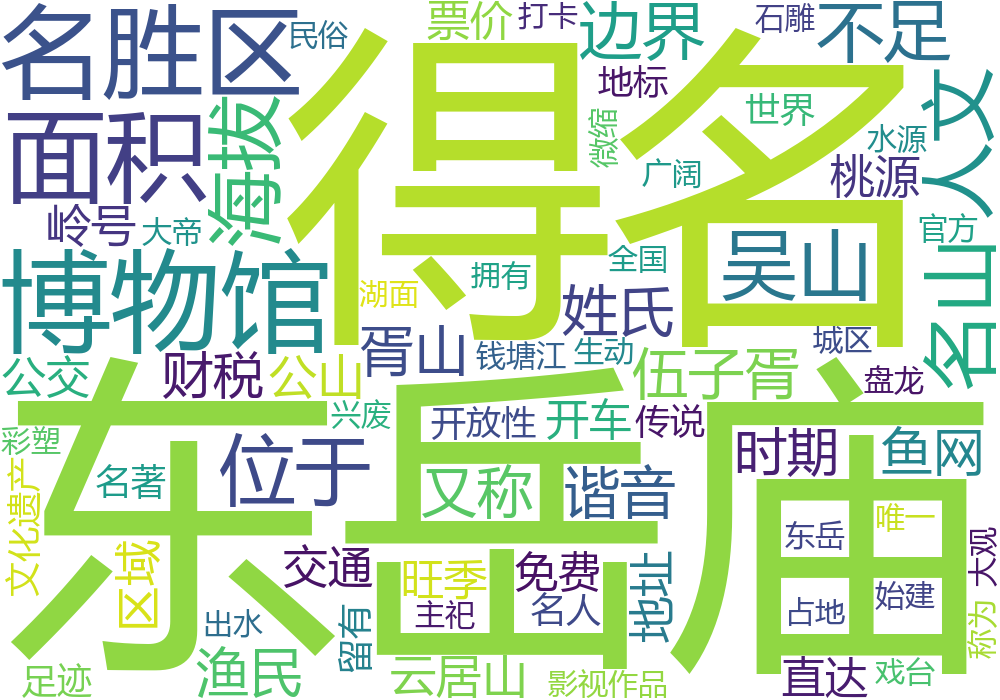 票价
打卡
边界
石雕
不足
名胜区
民俗
得名
地标
世界
人文
面积
海拔
微缩
水源
广阔
桃源
岭号
大帝
官方
吴山
全国
拥有
博物馆
湖面
姓氏
名山
胥山
城区
钱塘江
生动
公交
财税
公山
伍子胥
盘龙
东岳庙
兴废
开放性
开车
传说
彩塑
位于
时期
鱼网
文化遗产
名著
又称
谐音
唯一
东岳
区域
交通
旺季
免费
地址
大观
出水
留有
主祀
名人
占地
始建
称为
渔民
足迹
云居山
影视作品
直达
戏台